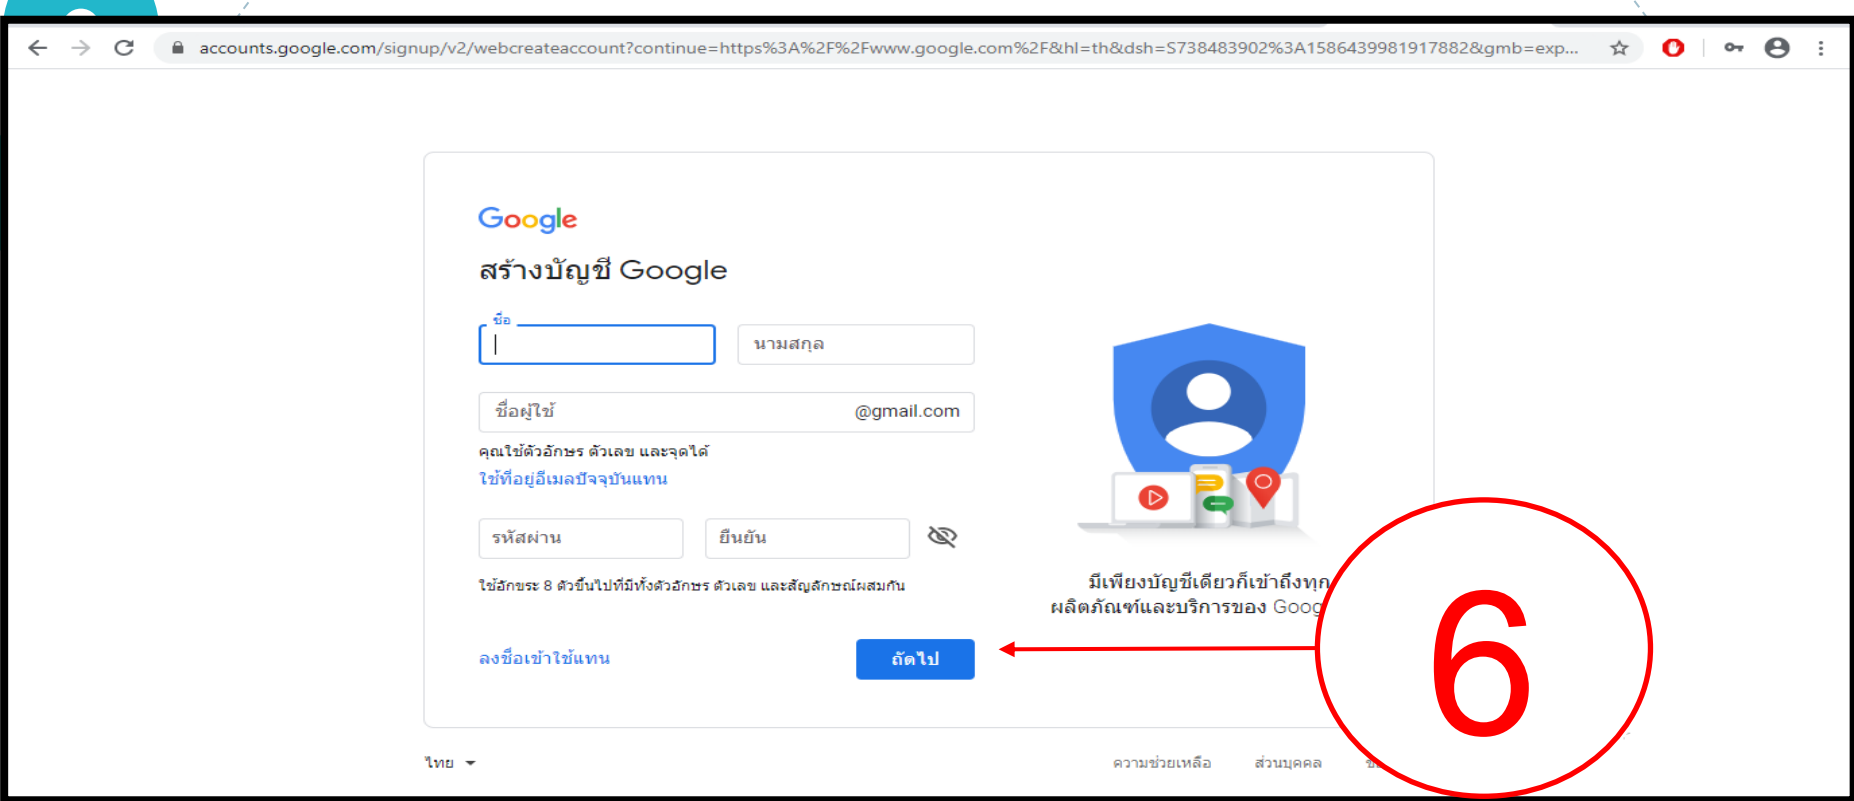 accounts.google.com/signup/v2/webcreateaccount?continue=https%3A%2F%2Fwww.google.com%2F&hl=th&dsh=S738483902%3A1586439981917882&gmb=exp...
Google
สร้างบัญชี Google
ชื่อ
นามสกุล
ชื่อผู้ใช้ @gmail.com
คุณใช้ตัวอักษร ตัวเลข และจุดได้
ใช้ที่อยู่อีเมลปัจจุบันแทน
รหัสผ่าน ยืนยัน
ใช้อักขระ 8 ตัวขึ้นไปที่มีทั้งตัวอักษร ตัวเลข และสัญลักษณ์ผสมกัน
มีเพียงบัญชีเดียวก็เข้าถึงทุก
ผลิตภัณฑ์และบริการของ Goog
ลงชื่อเข้าใช้แทน ถัดไป
6
ไทย ความช่วยเหลือ ส่วนบุคคล